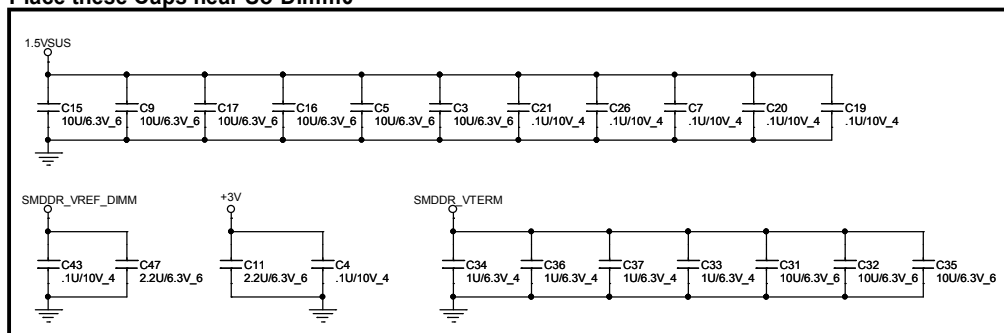 Place these Caps near So-Dimm0
1.5VSUS
C15 C9 C17 C16 C5 C3 C21 C26 C7 C20 C19
10U/6.3V_6 10U/6.3V_6 10U/6.3V_6 10U/6.3V_6 10U/6.3V_6 10U/6.3V_6 .1U/10V_4 .1U/10V_4 .1U/10V_4 .1U/10V_4 .1U/10V_4
SMDDR_VREF_DIMM +3V SMDDR_VTERM
C43 C47 C11 C4 C34 C36 C37 C33 C31 C32 C35
.1U/10V_4 2.2U/6.3V_6 2.2U/6.3V_6 .1U/10V_4 1U/6.3V_4 1U/6.3V_4 1U/6.3V_4 1U/6.3V_4 10U/6.3V_6 10U/6.3V_6 10U/6.3V_6